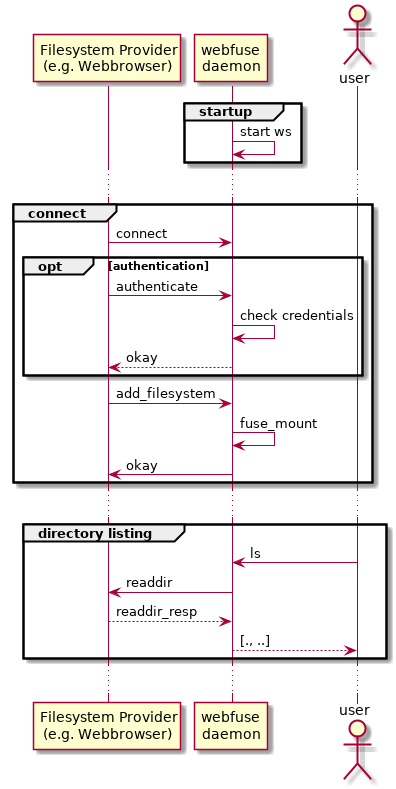 Filesystem Provider
(e.g. Webbrowser)
webfuse
daemon
user
startup
start ws
connect
connect
opt
[authentication]
authenticate
check credentials
okay
add_filesystem
fuse_mount
okay
directory listing
ls
readdir
readdir_resp
[., ..]
Filesystem Provider
(e.g. Webbrowser)
webfuse
daemon
user